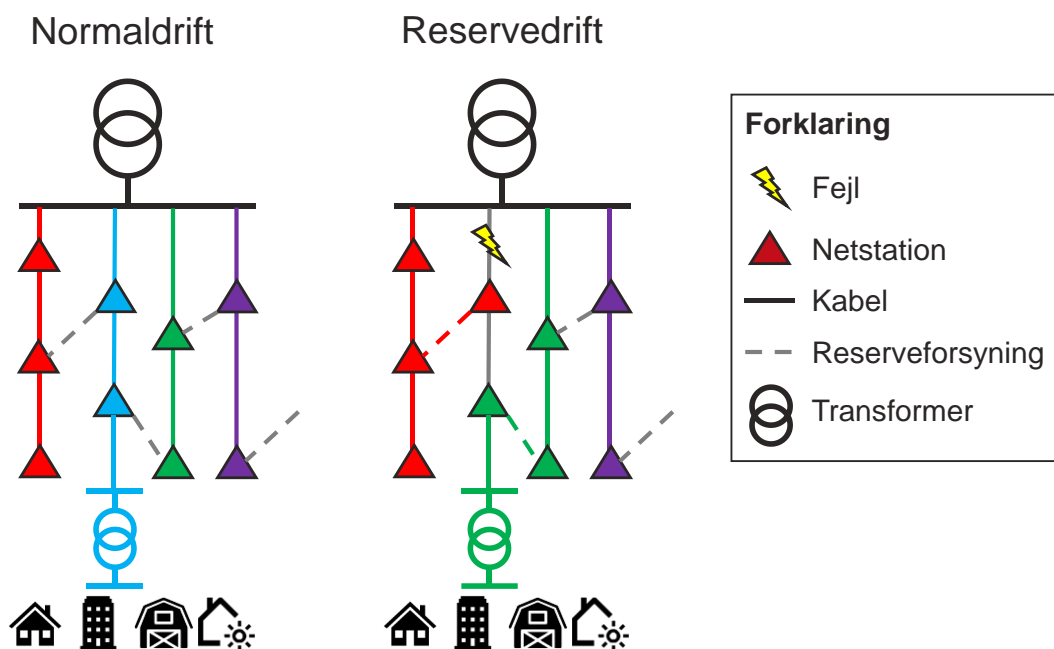 Normaldrift
Reservedrift
Forklaring
Fejl
Netstation
Kabel
Reserveforsyning
Transformer